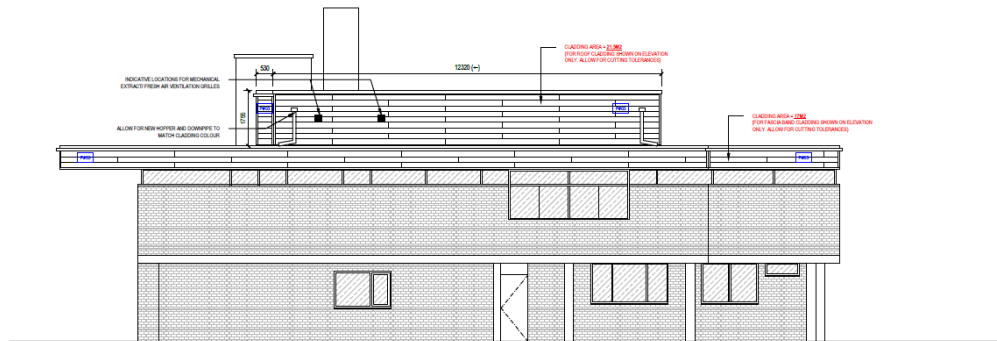 CLADDING AREA = 21.5M2
(FOR ROOF CLADDING SHOWN ON ELEVATION
ONLY. ALLOW FOR CUTTING TOLERANCES)
530
12320 (+-)
INDICATIVE LOCATIONS FOR MECHANICAL
EXTRACT/ FRESH AIR VENTILATION GRILLES
1755
ALLOW FOR NEW HOPPER AND DOWNPIPE TO
MATCH CLADDING COLOUR
CLADDING AREA = 17M2
(FOR FASCIA BAND CLADDING SHOWN ON ELEVATION
ONLY. ALLOW FOR CUTTING TOLERANCES)